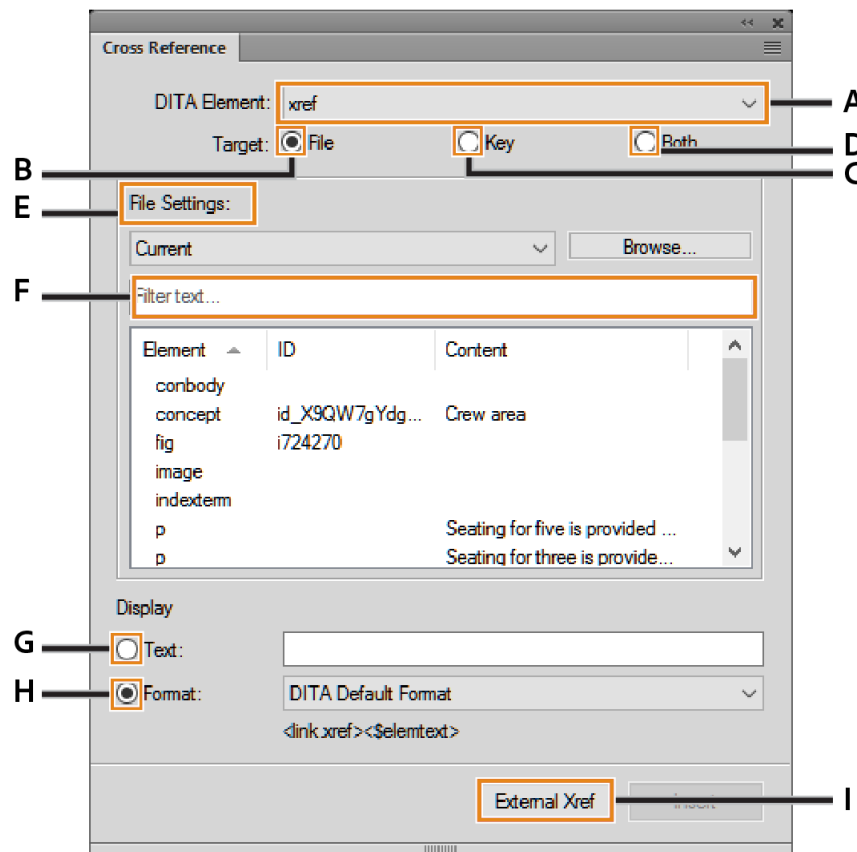 Cross Reference
DITA Element: xref A
Target: File Key Both D
B C
E File Settings:
Current Browse...
F Filter text...
Element ID Content
conbody
concept id_X9QW7gYdg... Crew area
fig i724270
image
indexterm
p Seating for five is provided ...
p Seating for three is provide...
Display
G Text:
H Format: DITA Default Format
<link.xref><$elemtext>
External Xref Insert I